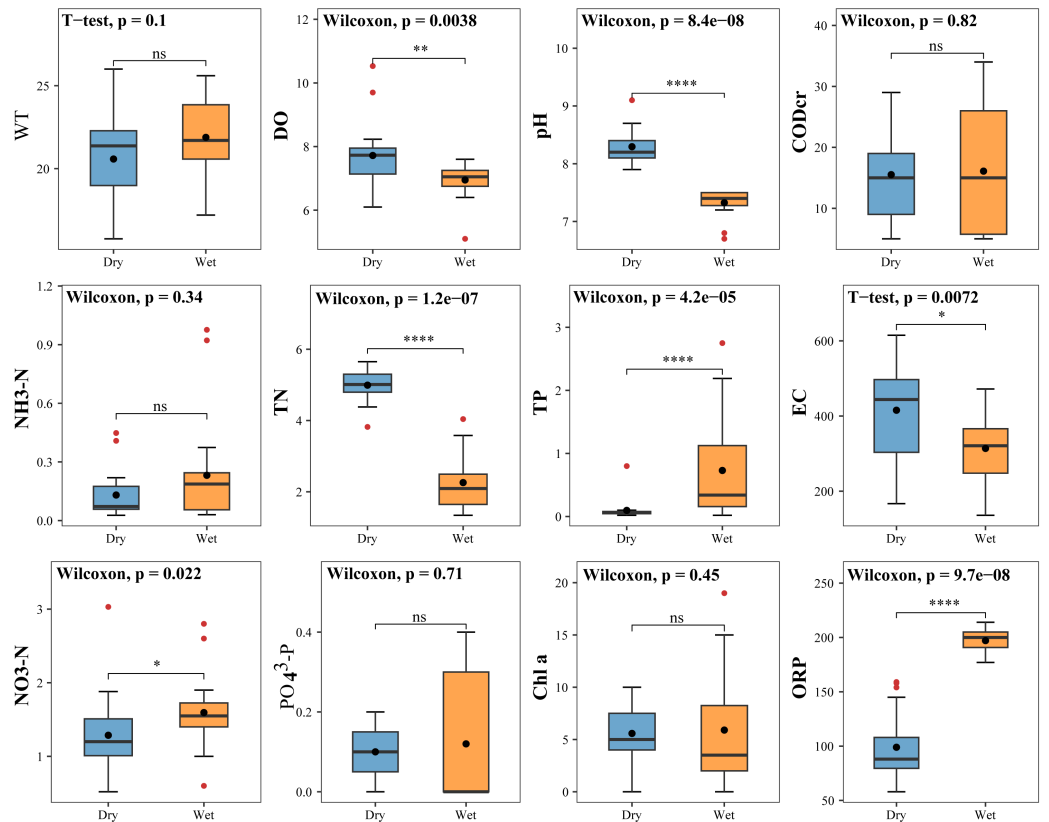 T−test, p = 0.1
ns
WT
25
20
Dry
Wet
Wilcoxon, p = 0.0038
**
DO
10
8
6
Dry
Wet
Wilcoxon, p = 8.4e−08
****
pH
10
9
8
7
Dry
Wet
Wilcoxon, p = 0.82
ns
CODcr
40
30
20
10
Dry
Wet
Wilcoxon, p = 0.34
ns
NH3-N
1.2
0.9
0.6
0.3
0.0
Dry
Wet
Wilcoxon, p = 1.2e−07
****
TN
6
4
2
Dry
Wet
Wilcoxon, p = 4.2e−05
****
TP
3
2
1
0
Dry
Wet
T−test, p = 0.0072
*
EC
600
400
200
Dry
Wet
Wilcoxon, p = 0.022
*
NO3-N
3
2
1
Dry
Wet
Wilcoxon, p = 0.71
ns
PO4³-P
0.4
0.2
0.0
Dry
Wet
Wilcoxon, p = 0.45
ns
Chl a
20
15
10
5
0
Dry
Wet
Wilcoxon, p = 9.7e−08
****
ORP
250
200
150
100
50
Dry
Wet